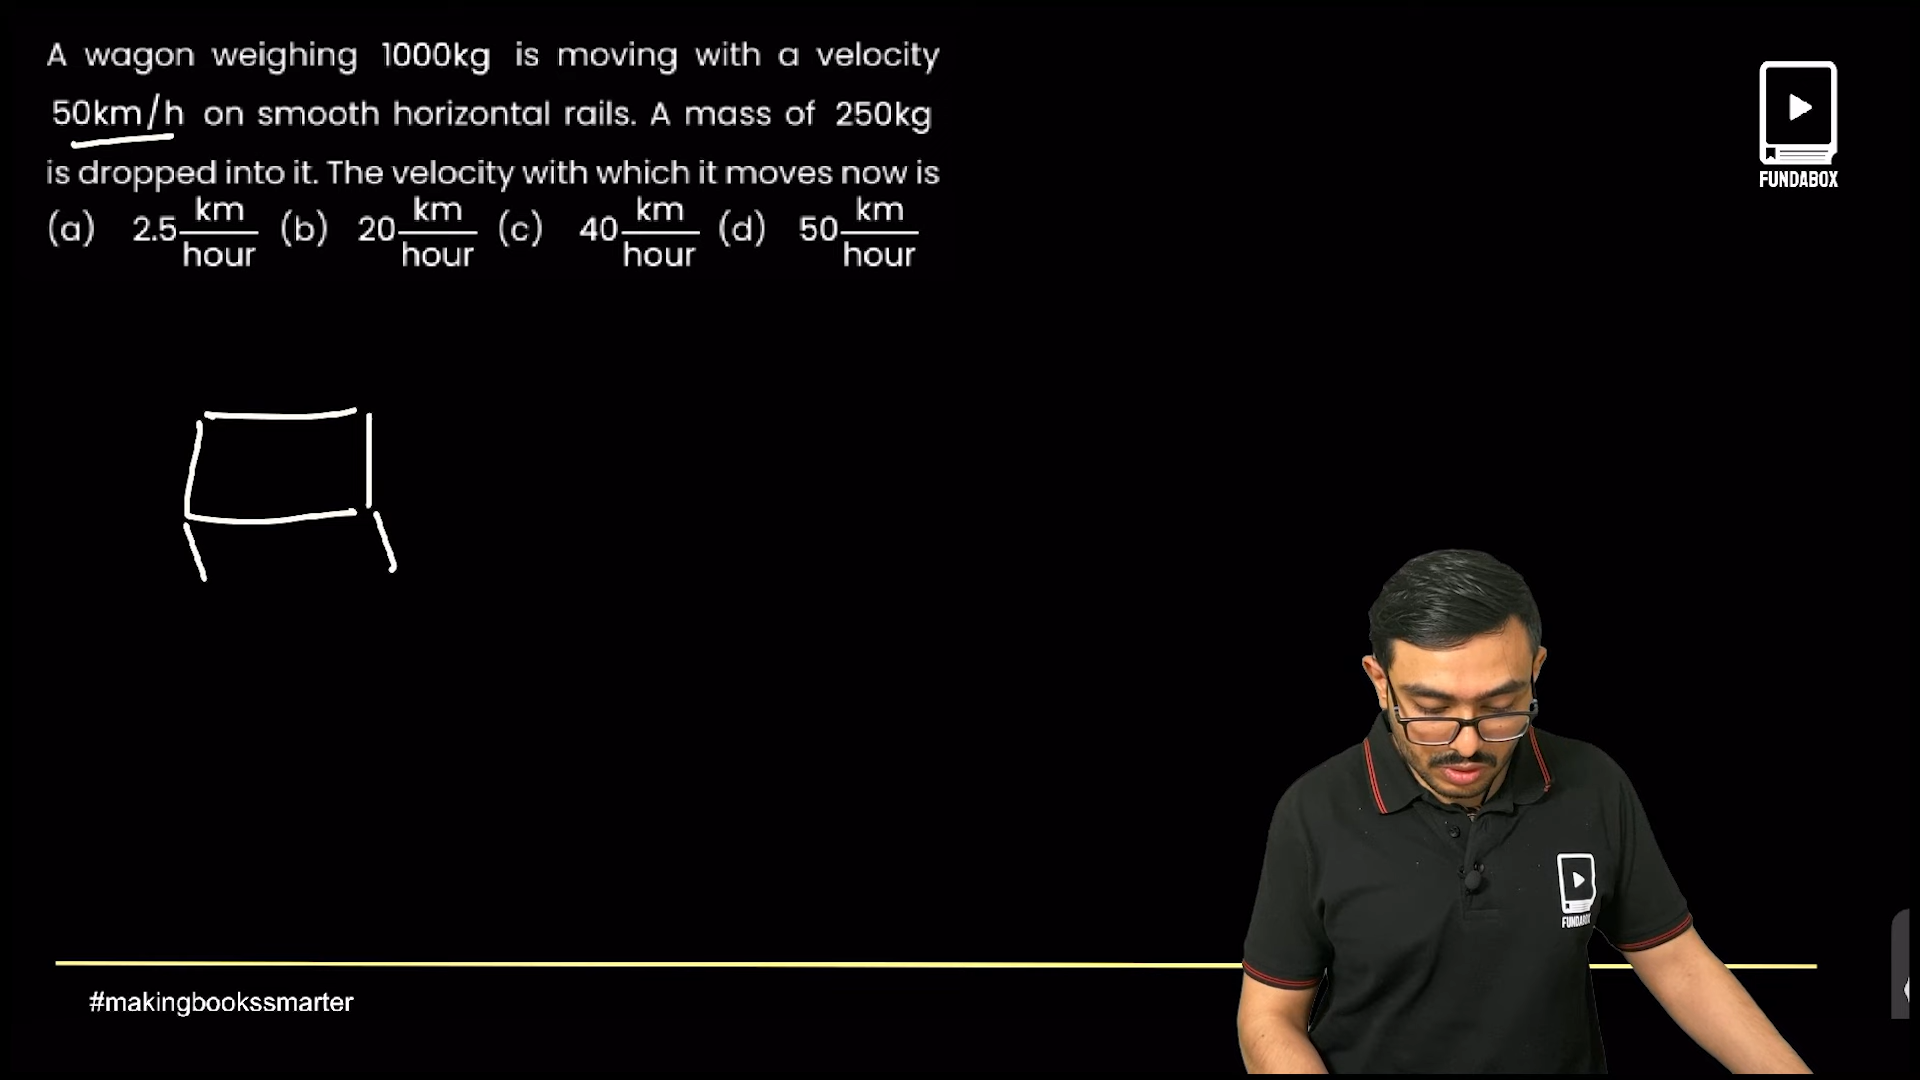 A wagon weighing 1000kg is moving with a velocity
50km/h on smooth horizontal rails. A mass of 250kg
is dropped into it. The velocity with which it moves now is
(a) 2.5 km/hour (b) 20 km/hour (c) 40 km/hour (d) 50 km/hour
FUNDABOX
FUNDABOX
#makingbookssmarter